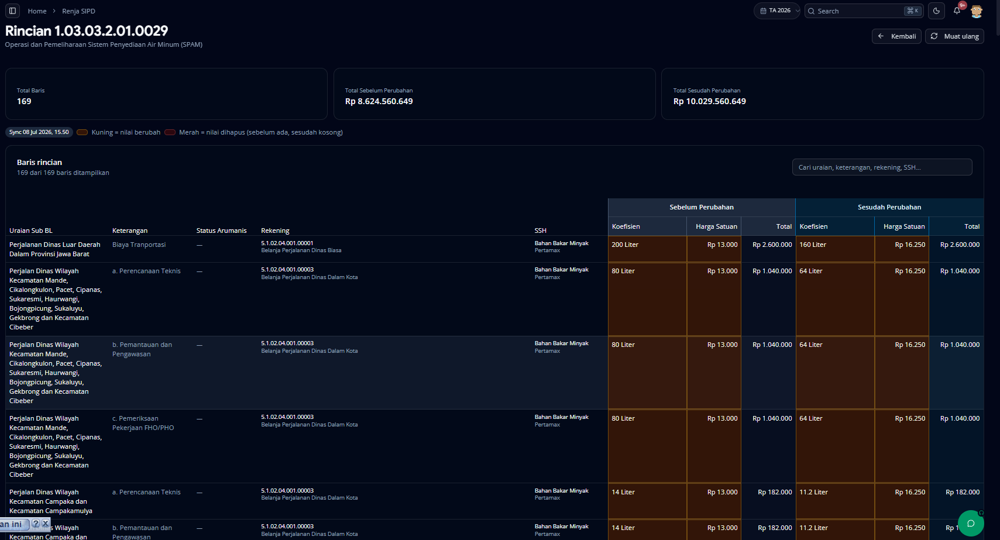 Home > Renja SIPD
TA 2026
Search
⌘ K
9+
Rincian 1.03.03.2.01.0029
Operasi dan Pemeliharaan Sistem Penyediaan Air Minum (SPAM)
Kembali
Muat ulang
Total Baris
169
Total Sebelum Perubahan
Rp 8.624.560.649
Total Sesudah Perubahan
Rp 10.029.560.649
Sync 08 Jul 2026, 15.50
Kuning = nilai berubah
Merah = nilai dihapus (sebelum ada, sesudah kosong)
Baris rincian
169 dari 169 baris ditampilkan
Cari uraian, keterangan, rekening, SSH...
Sebelum Perubahan
Sesudah Perubahan
Uraian Sub BL
Keterangan
Status Arumanis
Rekening
SSH
Koefisien
Harga Satuan
Total
Koefisien
Harga Satuan
Total
Perjalanan Dinas Luar Daerah
Dalam Provinsi Jawa Barat
Biaya Tranportasi
—
5.1.02.04.001.00001
Belanja Perjalanan Dinas Biasa
Bahan Bakar Minyak
Pertamax
200 Liter
Rp 13.000
Rp 2.600.000
160 Liter
Rp 16.250
Rp 2.600.000
Perjalan Dinas Wilayah
Kecamatan Mande,
Cikalongkulon, Pacet, Cipanas,
Sukaresmi, Haurwangi,
Bojongpicung, Sukaluyu,
Gekbrong dan Kecamatan
Cibeber
a. Perencanaan Teknis
—
5.1.02.04.001.00003
Belanja Perjalanan Dinas Dalam Kota
Bahan Bakar Minyak
Pertamax
80 Liter
Rp 13.000
Rp 1.040.000
64 Liter
Rp 16.250
Rp 1.040.000
Perjalan Dinas Wilayah
Kecamatan Mande,
Cikalongkulon, Pacet, Cipanas,
Sukaresmi, Haurwangi,
Bojongpicung, Sukaluyu,
Gekbrong dan Kecamatan
Cibeber
b. Pemantauan dan
Pengawasan
—
5.1.02.04.001.00003
Belanja Perjalanan Dinas Dalam Kota
Bahan Bakar Minyak
Pertamax
80 Liter
Rp 13.000
Rp 1.040.000
64 Liter
Rp 16.250
Rp 1.040.000
Perjalan Dinas Wilayah
Kecamatan Mande,
Cikalongkulon, Pacet, Cipanas,
Sukaresmi, Haurwangi,
Bojongpicung, Sukaluyu,
Gekbrong dan Kecamatan
Cibeber
c. Pemeriksaan
Pekerjaan FHO/PHO
—
5.1.02.04.001.00003
Belanja Perjalanan Dinas Dalam Kota
Bahan Bakar Minyak
Pertamax
80 Liter
Rp 13.000
Rp 1.040.000
64 Liter
Rp 16.250
Rp 1.040.000
Perjalan Dinas Wilayah
Kecamatan Campaka dan
Kecamatan Campakamulya
a. Perencanaan Teknis
—
5.1.02.04.001.00003
Belanja Perjalanan Dinas Dalam Kota
Bahan Bakar Minyak
Pertamax
14 Liter
Rp 13.000
Rp 182.000
11.2 Liter
Rp 16.250
Rp 182.000
an ini ? X
Wilayah
Kecamatan Campaka dan
b. Pemantauan dan
Pengawasan
—
5.1.02.04.001.00003
Belanja Perjalanan Dinas Dalam Kota
Bahan Bakar Minyak
Pertamax
14 Liter
Rp 13.000
Rp 182.000
11.2 Liter
Rp 16.250